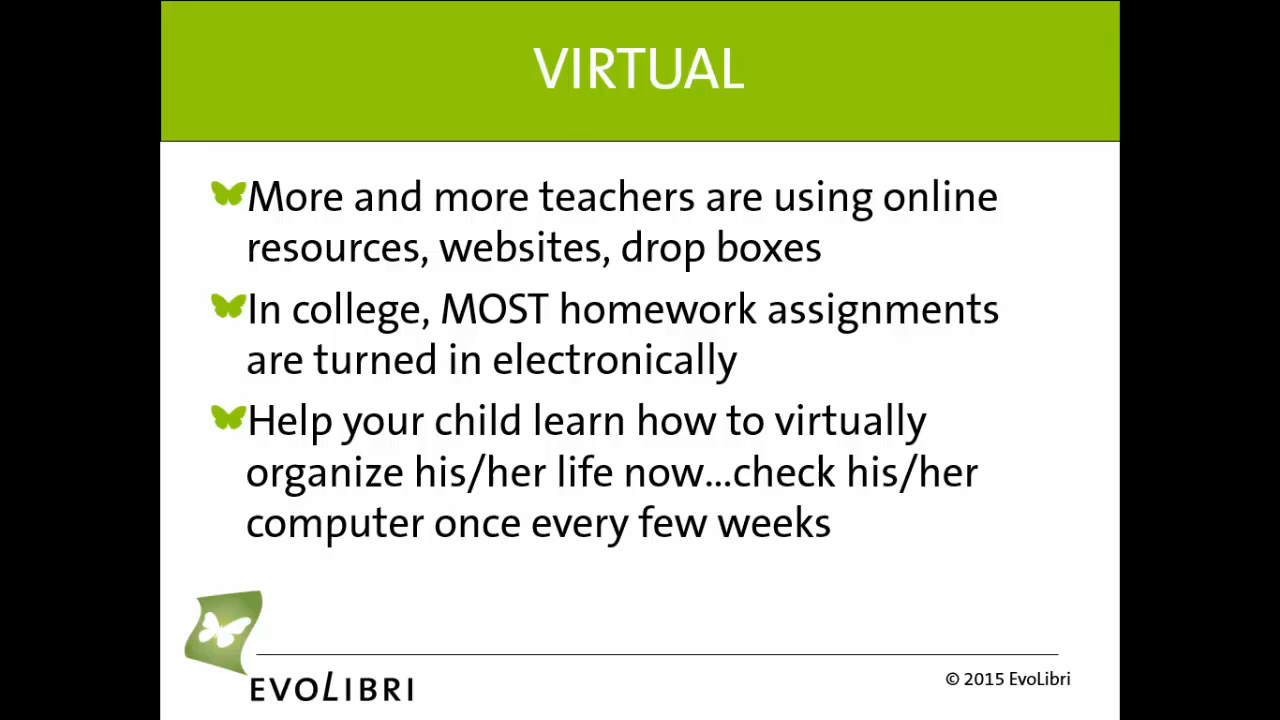 VIRTUAL
More and more teachers are using online
resources, websites, drop boxes
In college, MOST homework assignments
are turned in electronically
Help your child learn how to virtually
organize his/her life now...check his/her
computer once every few weeks
EVOLIBRI
© 2015 EvoLibri